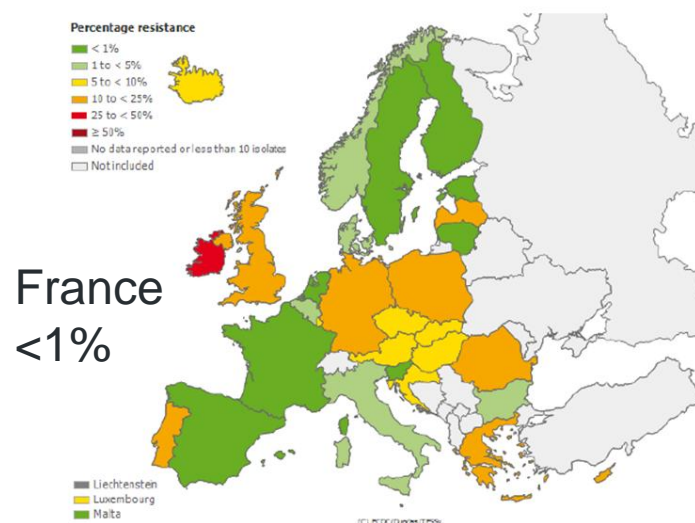 Percentage resistance
< 1%
1 to < 5%
5 to < 10%
10 to < 25%
25 to < 50%
≥ 50%
No data reported or less than 10 isolates
Not included
France
<1%
Liechtenstein
Luxembourg
Malta